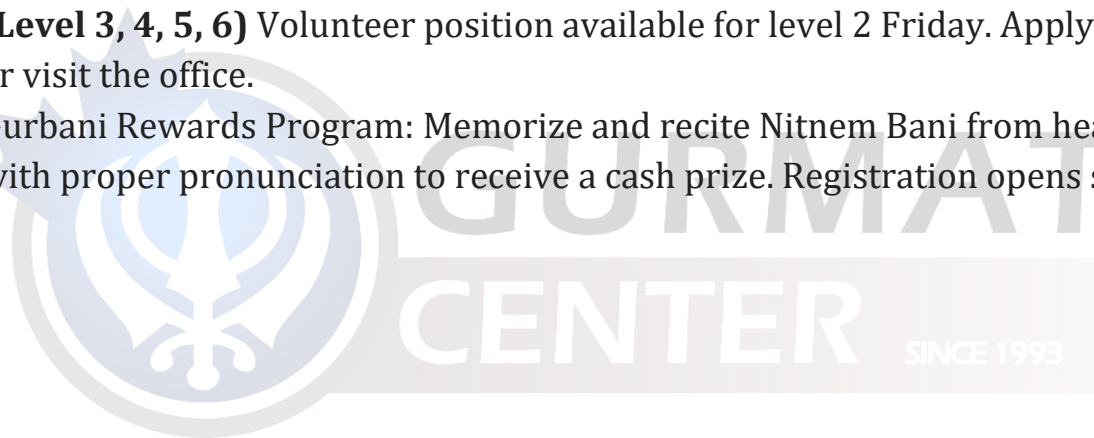 Level 3, 4, 5, 6) Volunteer position available for level 2 Friday. Apply
r visit the office.
urbani Rewards Program: Memorize and recite Nitnem Bani from hea
with proper pronunciation to receive a cash prize. Registration opens s
GURMAT
CENTER
SINCE 1993